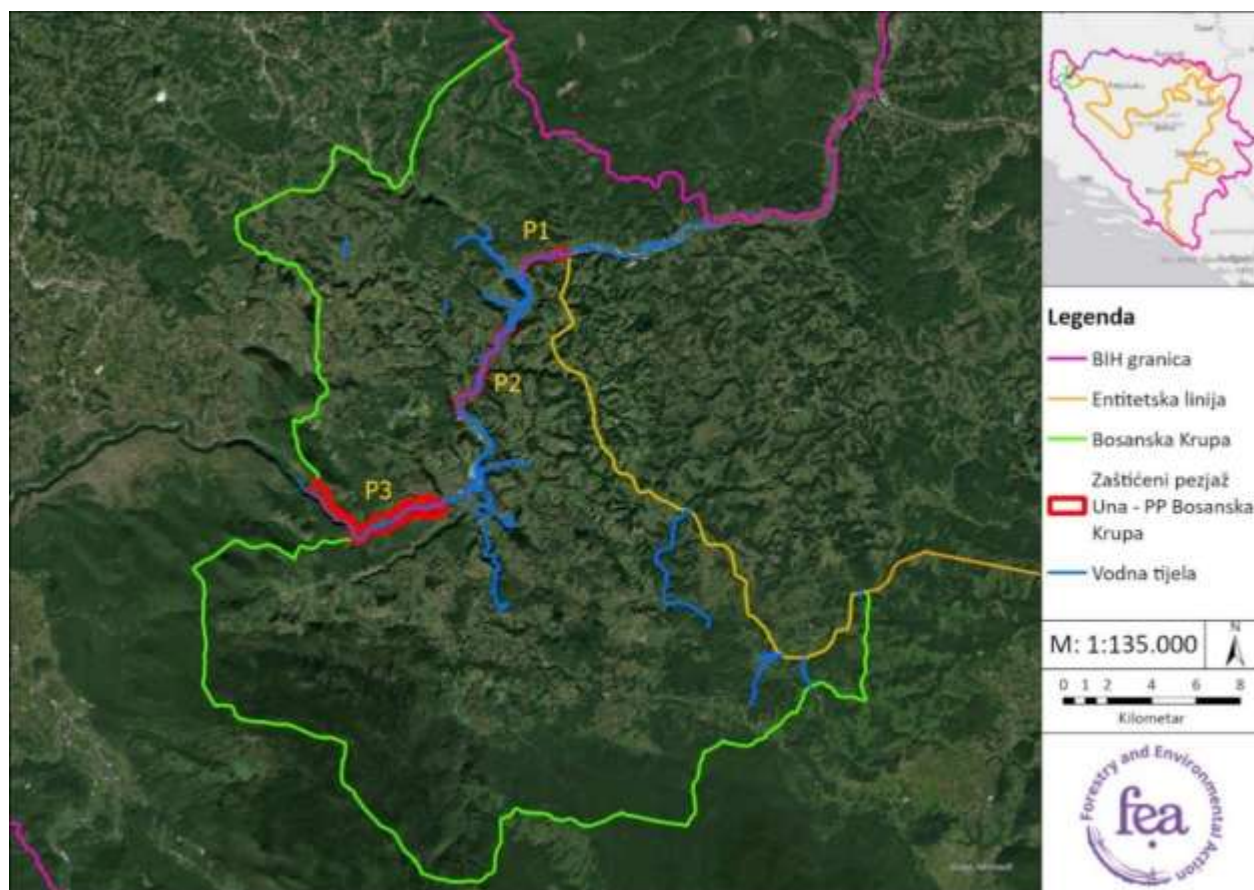 P1
P2
P3
Legenda
BIH granica
Entitetska linija
Bosanska Krupa
Zaštićeni pezjaž
Una - PP Bosanska
Krupa
Vodna tijela
M: 1:135.000
N
0 1 2 4 6 8
Kilometar
Forestry and Environmental Action
fea